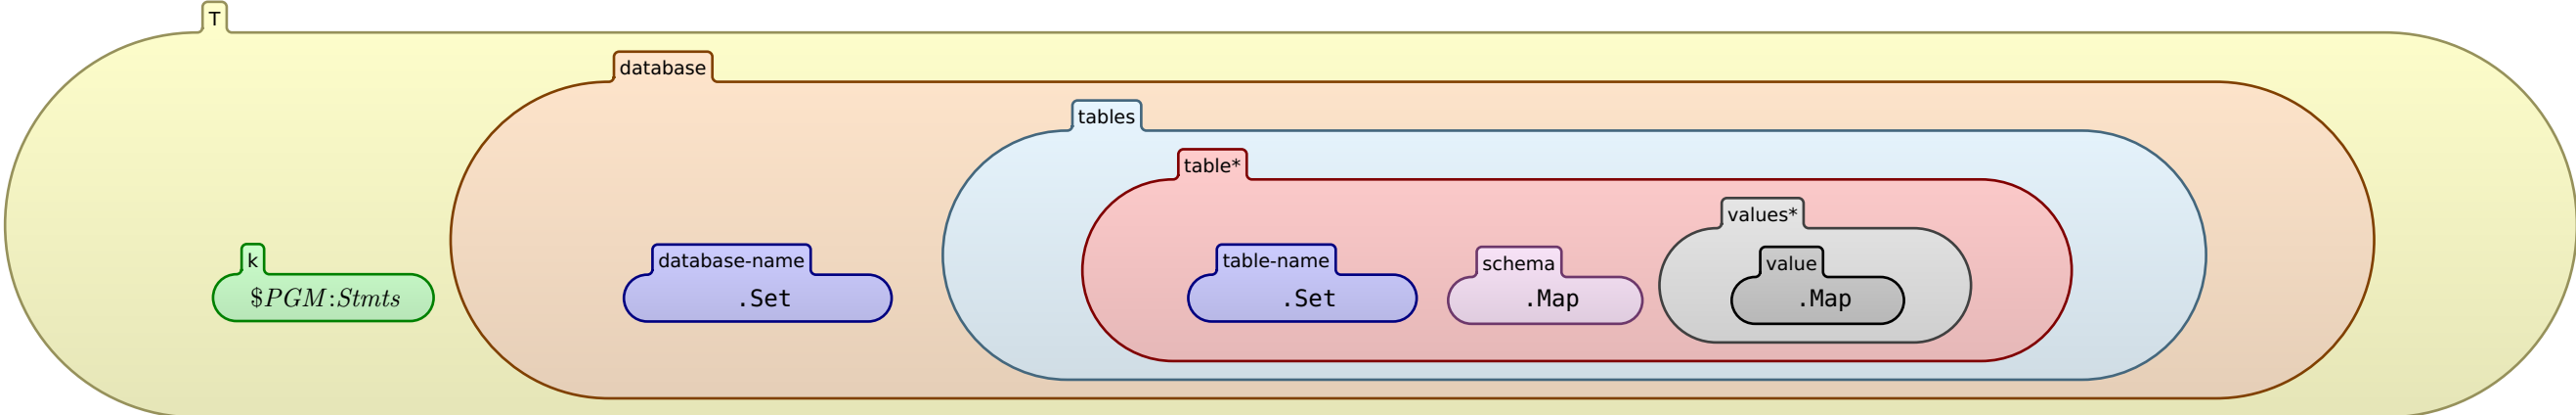 T
database
tables
table*
values*
k
database-name
table-name
schema
value
$PGM:Stmts
.Set
.Set
.Map
.Map